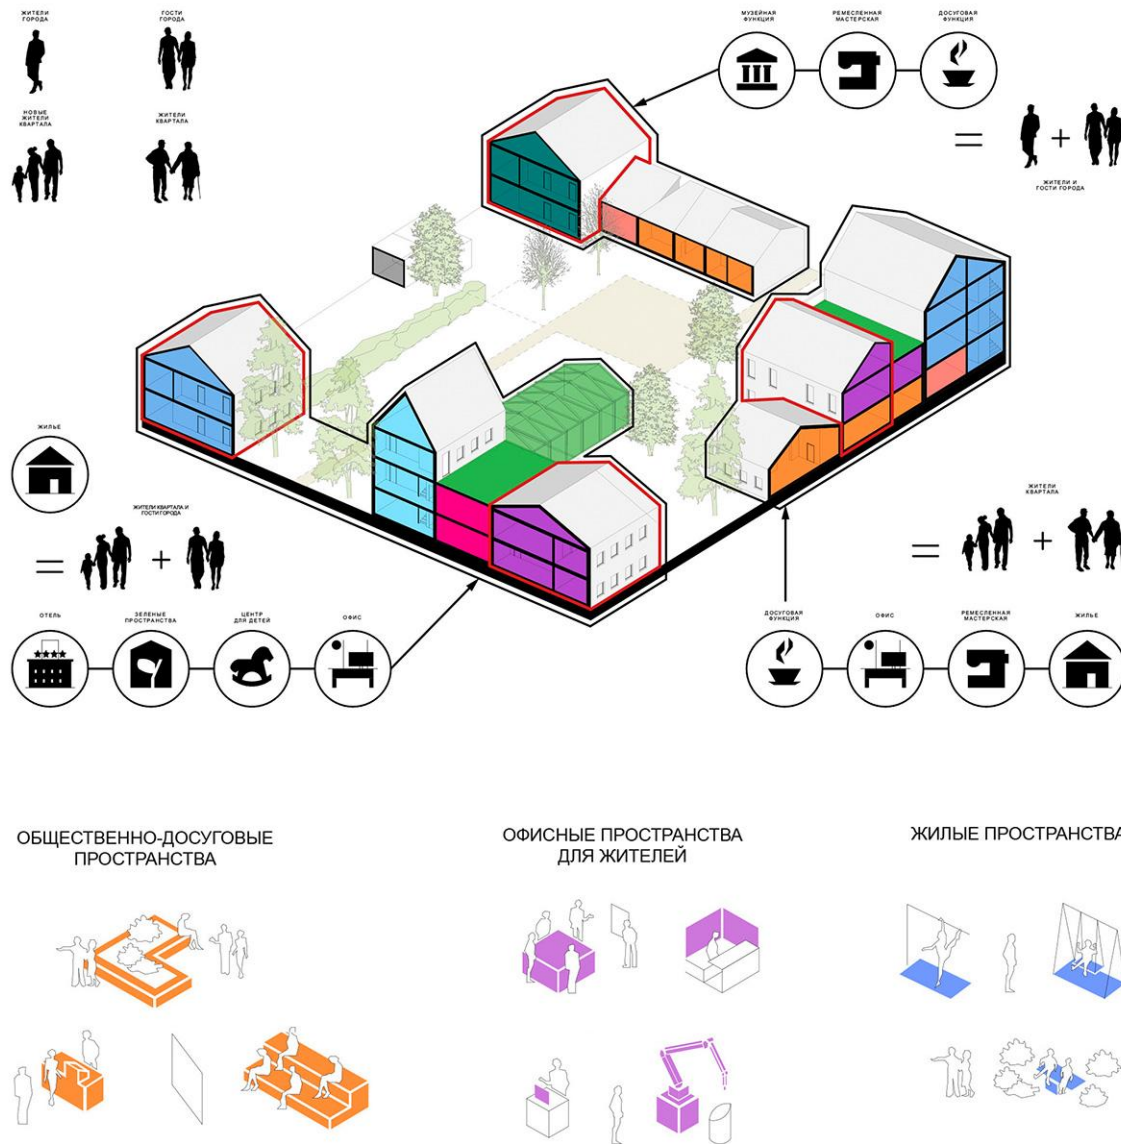 ЖИТЕЛИ
ГОРОДА
ГОСТИ
ГОРОДА
НОВЫЕ
ЖИТЕЛИ
КВАРТАЛА
ЖИТЕЛИ
КВАРТАЛА
МУЗЕЙНАЯ
ФУНКЦИЯ
РЕМЕСЛЕННАЯ
МАСТЕРСКАЯ
ДОСУГОВАЯ
ФУНКЦИЯ
= +
ЖИТЕЛИ И
ГОСТИ ГОРОДА
ЖИЛЬЕ
ЖИТЕЛИ КВАРТАЛА И
ГОСТИ ГОРОДА
= +
ЖИТЕЛИ
КВАРТАЛА
= +
ОТЕЛЬ
ЗЕЛЕНЫЕ
ПРОСТРАНСТВА
ЦЕНТР
ДЛЯ ДЕТЕЙ
ОФИС
ДОСУГОВАЯ
ФУНКЦИЯ
ОФИС
РЕМЕСЛЕННАЯ
МАСТЕРСКАЯ
ЖИЛЬЕ
ОБЩЕСТВЕННО-ДОСУГОВЫЕ
ПРОСТРАНСТВА
ОФИСНЫЕ ПРОСТРАНСТВА
ДЛЯ ЖИТЕЛЕЙ
ЖИЛЫЕ ПРОСТРАНСТВА